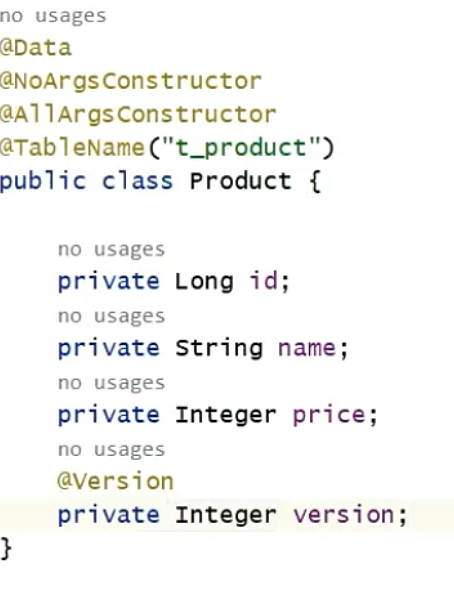 no usages
@Data
@NoArgsConstructor
@AllArgsConstructor
@TableName("t_product")
public class Product {
no usages
private Long id;
no usages
private String name;
no usages
private Integer price;
no usages
@Version
private Integer version;
}